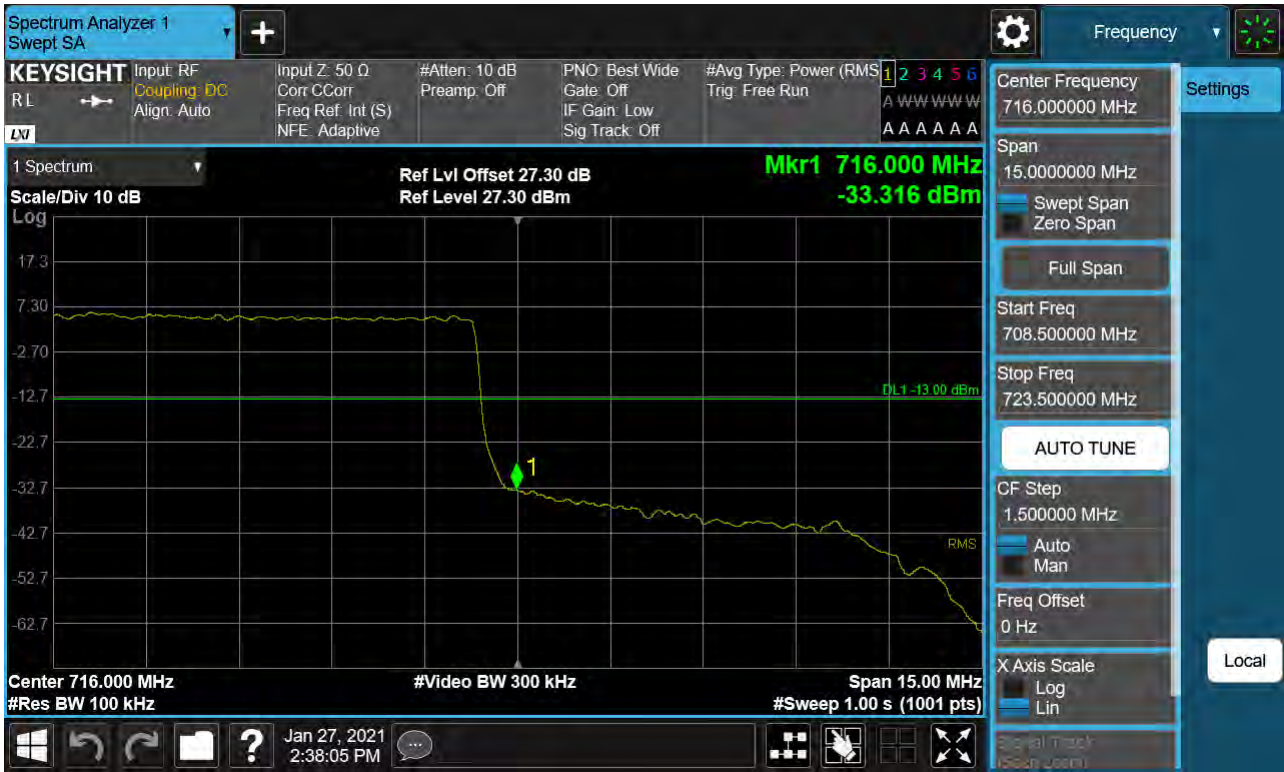 Spectrum Analyzer 1
Swept SA
+
Frequency
KEYSIGHT
RL
LXI
Input: RF
Coupling: DC
Align: Auto
Input Z: 50 Ω
Corr CCorr
Freq Ref: Int (S)
NFE: Adaptive
#Atten: 10 dB
Preamp: Off
PNO: Best Wide
Gate: Off
IF Gain: Low
Sig Track: Off
#Avg Type: Power (RMS
Trig: Free Run
1 2 3 4 5 6
A W W W W W
A A A A A A
1 Spectrum
Scale/Div 10 dB
Log
Ref Lvl Offset 27.30 dB
Ref Level 27.30 dBm
Mkr1 716.000 MHz
-33.316 dBm
17.3
7.30
-2.70
-12.7
-22.7
-32.7
-42.7
-52.7
-62.7
DL1 -13.00 dBm
1
RMS
Center 716.000 MHz
#Res BW 100 kHz
#Video BW 300 kHz
Span 15.00 MHz
#Sweep 1.00 s (1001 pts)
Center Frequency
716.000000 MHz
Settings
Span
15.0000000 MHz
Swept Span
Zero Span
Full Span
Start Freq
708.500000 MHz
Stop Freq
723.500000 MHz
AUTO TUNE
CF Step
1.500000 MHz
Auto
Man
Freq Offset
0 Hz
X Axis Scale
Log
Lin
Local
Signal Track
(Span Zoom)
?
Jan 27, 2021
2:38:05 PM